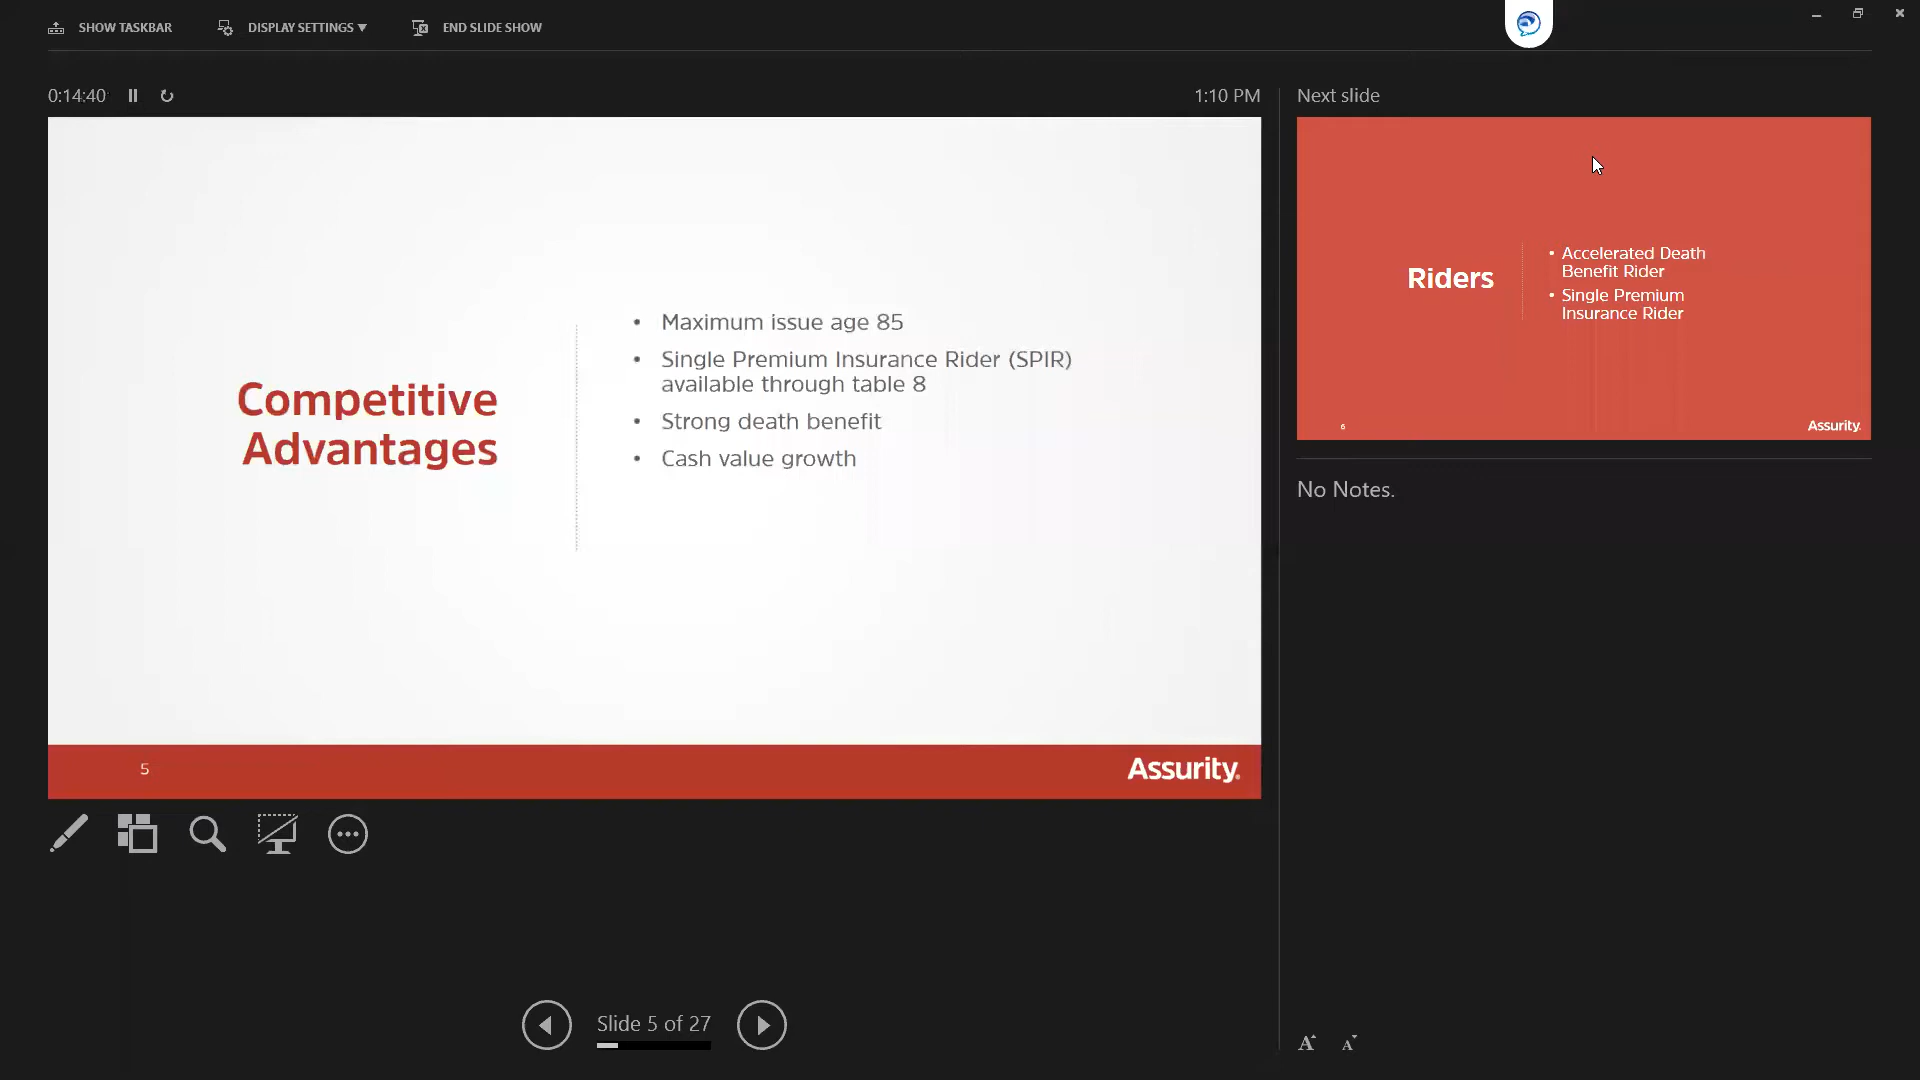 SHOW TASKBAR
DISPLAY SETTINGS
END SLIDE SHOW
0:14:40
1:10 PM
Next slide
Competitive
Advantages
• Maximum issue age 85
• Single Premium Insurance Rider (SPIR)
available through table 8
• Strong death benefit
• Cash value growth
5
Assurity®
Riders
• Accelerated Death
Benefit Rider
• Single Premium
Insurance Rider
6
Assurity®
No Notes.
Slide 5 of 27
A
A